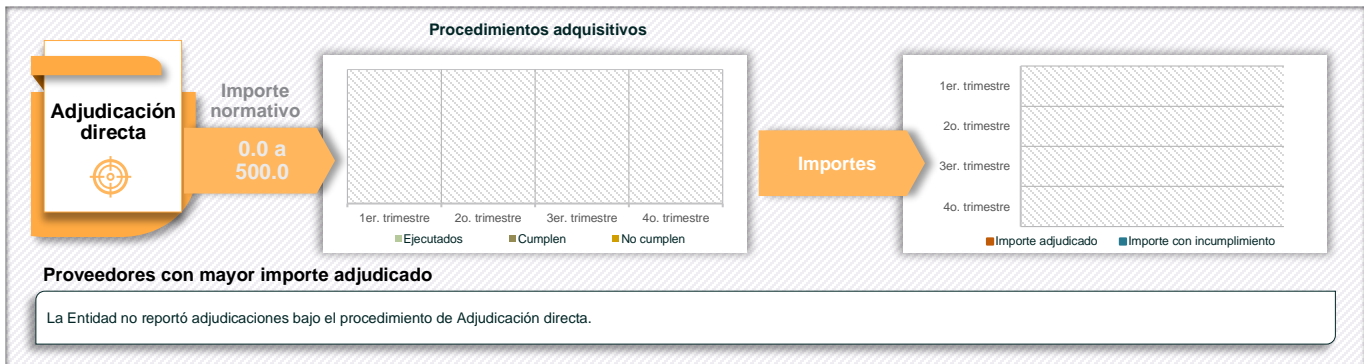 Procedimientos adquisitivos
Adjudicación
directa
Importe
normativo
0.0 a
500.0
1er. trimestre
2o. trimestre
3er. trimestre
4o. trimestre
Ejecutados
Cumplen
No cumplen
Importes
1er. trimestre
2o. trimestre
3er. trimestre
4o. trimestre
Importe adjudicado
Importe con incumplimiento
Proveedores con mayor importe adjudicado
La Entidad no reportó adjudicaciones bajo el procedimiento de Adjudicación directa.